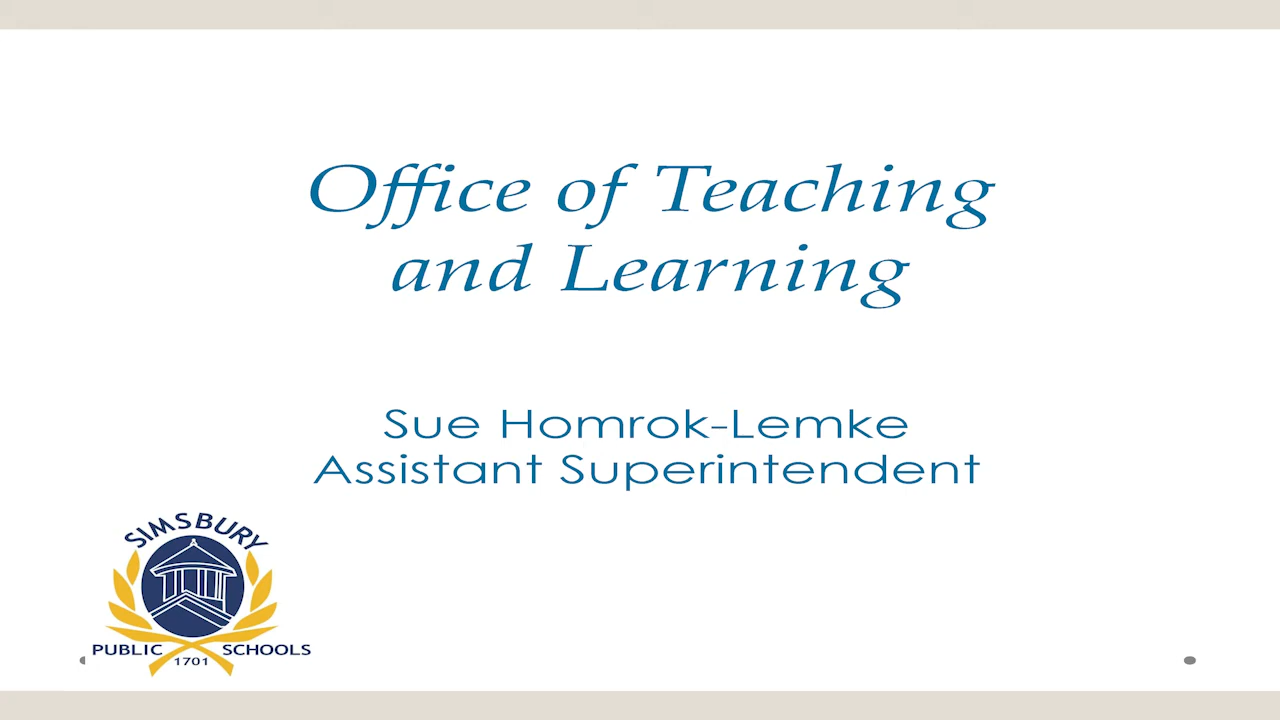 Office of Teaching
and Learning
Sue Homrok-Lemke
Assistant Superintendent
SIMSBURY
PUBLIC SCHOOLS
1701